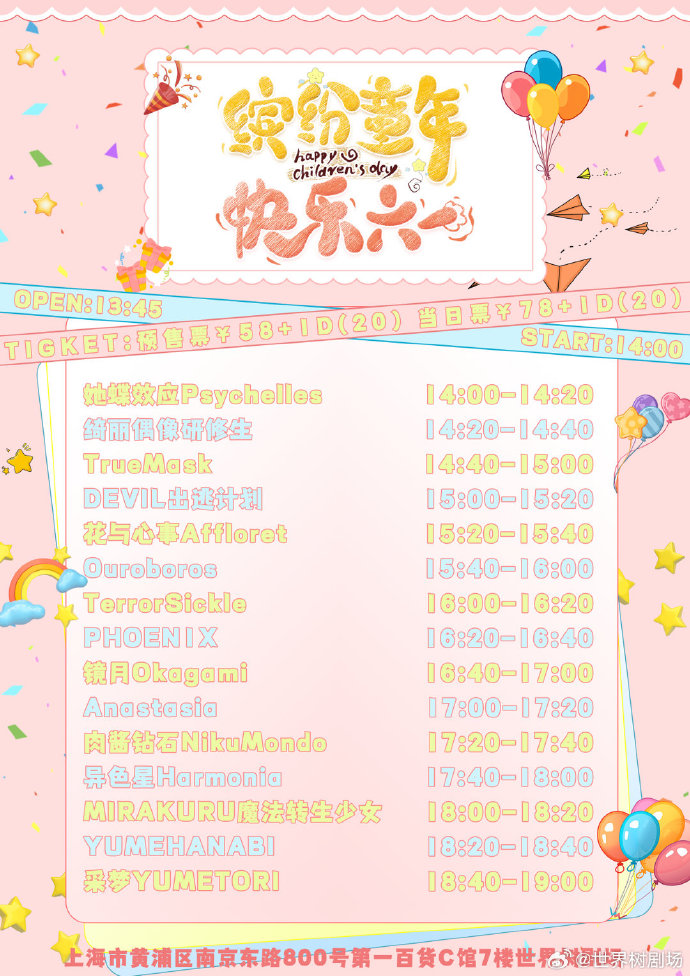 缤纷童年
happy
children's day
快乐六一
OPEN:13:45
TIGKET:预售票¥58+1D(20) 当日票¥78+1D(20)
START:14:00
她蝶效应Psychelles 14:00-14:20
绮丽偶像研修生 14:20-14:40
TrueMask 14:40-15:00
DEVIL出逃计划 15:00-15:20
花与心事Affloret 15:20-15:40
Ouroboros 15:40-16:00
TerrorSickle 16:00-16:20
PHOENIX 16:20-16:40
镜月Okagami 16:40-17:00
Anastasia 17:00-17:20
肉酱钻石NikuMondo 17:20-17:40
异色星Harmonia 17:40-18:00
MIRAKURU魔法转生少女 18:00-18:20
YUMEHANABI 18:20-18:40
采梦YUMETORI 18:40-19:00
上海市黄浦区南京东路800号第一百货C馆7楼世界
@世界树剧场